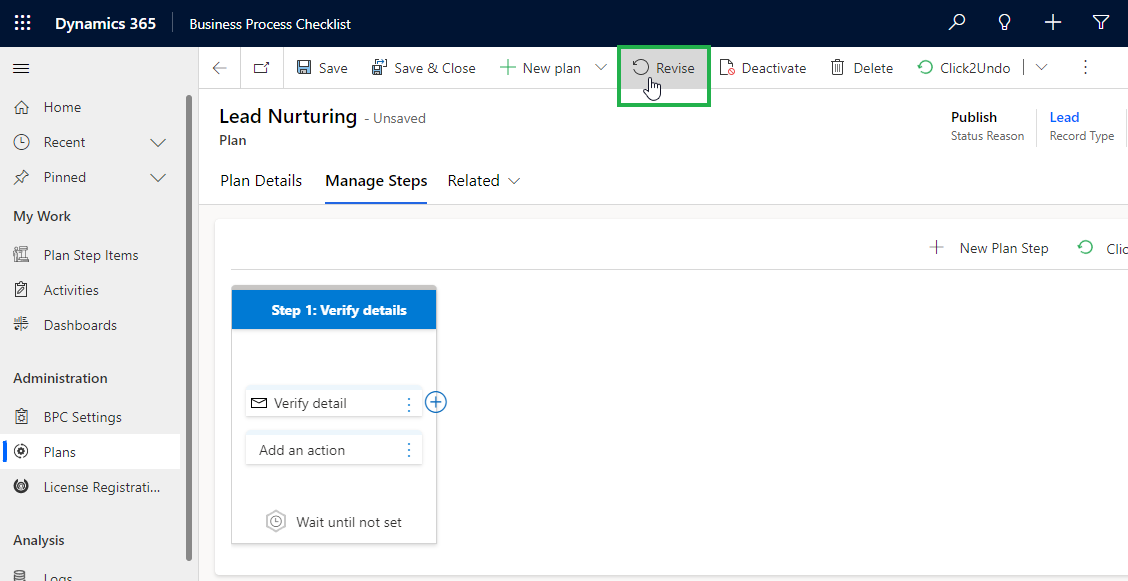 Dynamics 365 Business Process Checklist
Save Save & Close New plan Revise Deactivate Delete Click2Undo
Home
Recent
Pinned
My Work
Plan Step Items
Activities
Dashboards
Administration
BPC Settings
Plans
License Registrati...
Analysis
Logs
Lead Nurturing - Unsaved
Plan
Publish
Status Reason
Lead
Record Type
Plan Details Manage Steps Related
New Plan Step Clic
Step 1: Verify details
Verify detail
Add an action
Wait until not set